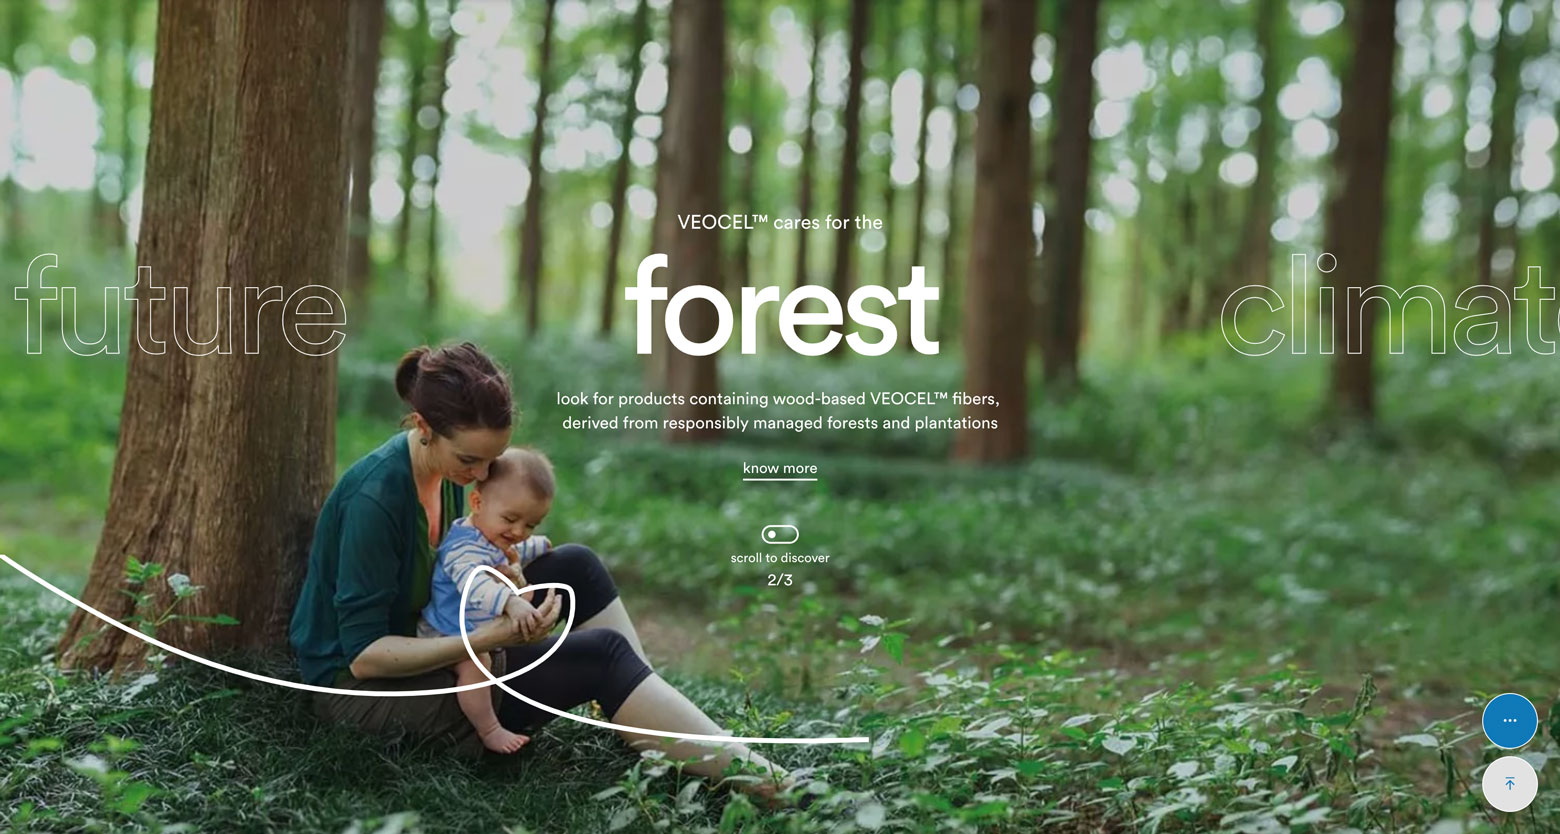 VEOCEL™ cares for the
future
forest
climat
look for products containing wood-based VEOCEL™ fibers,
derived from responsibly managed forests and plantations
know more
scroll to discover
2/3